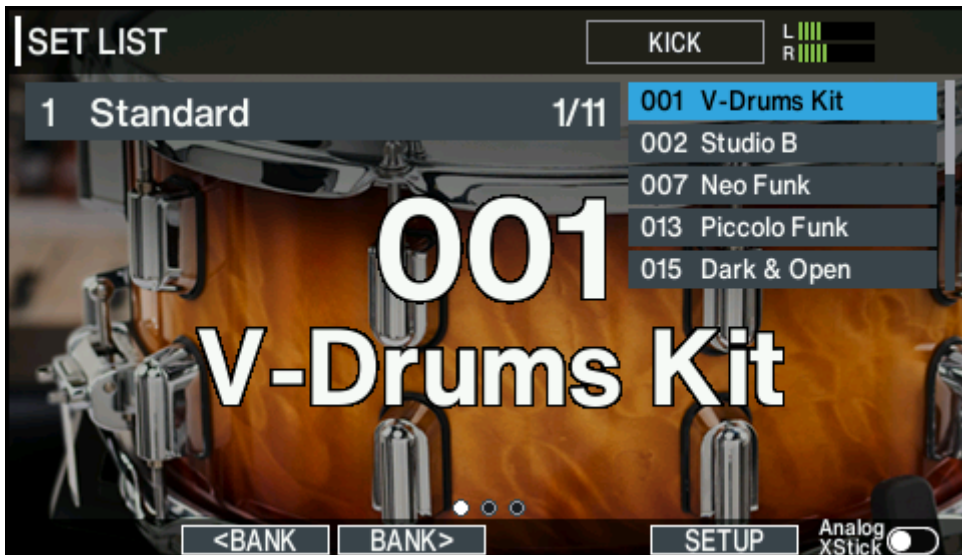 SET LIST
KICK
L
R
1 Standard 1/11
001 V-Drums Kit
002 Studio B
007 Neo Funk
013 Piccolo Funk
015 Dark & Open
001
V-Drums Kit
<BANK
BANK>
SETUP
Analog
XStick